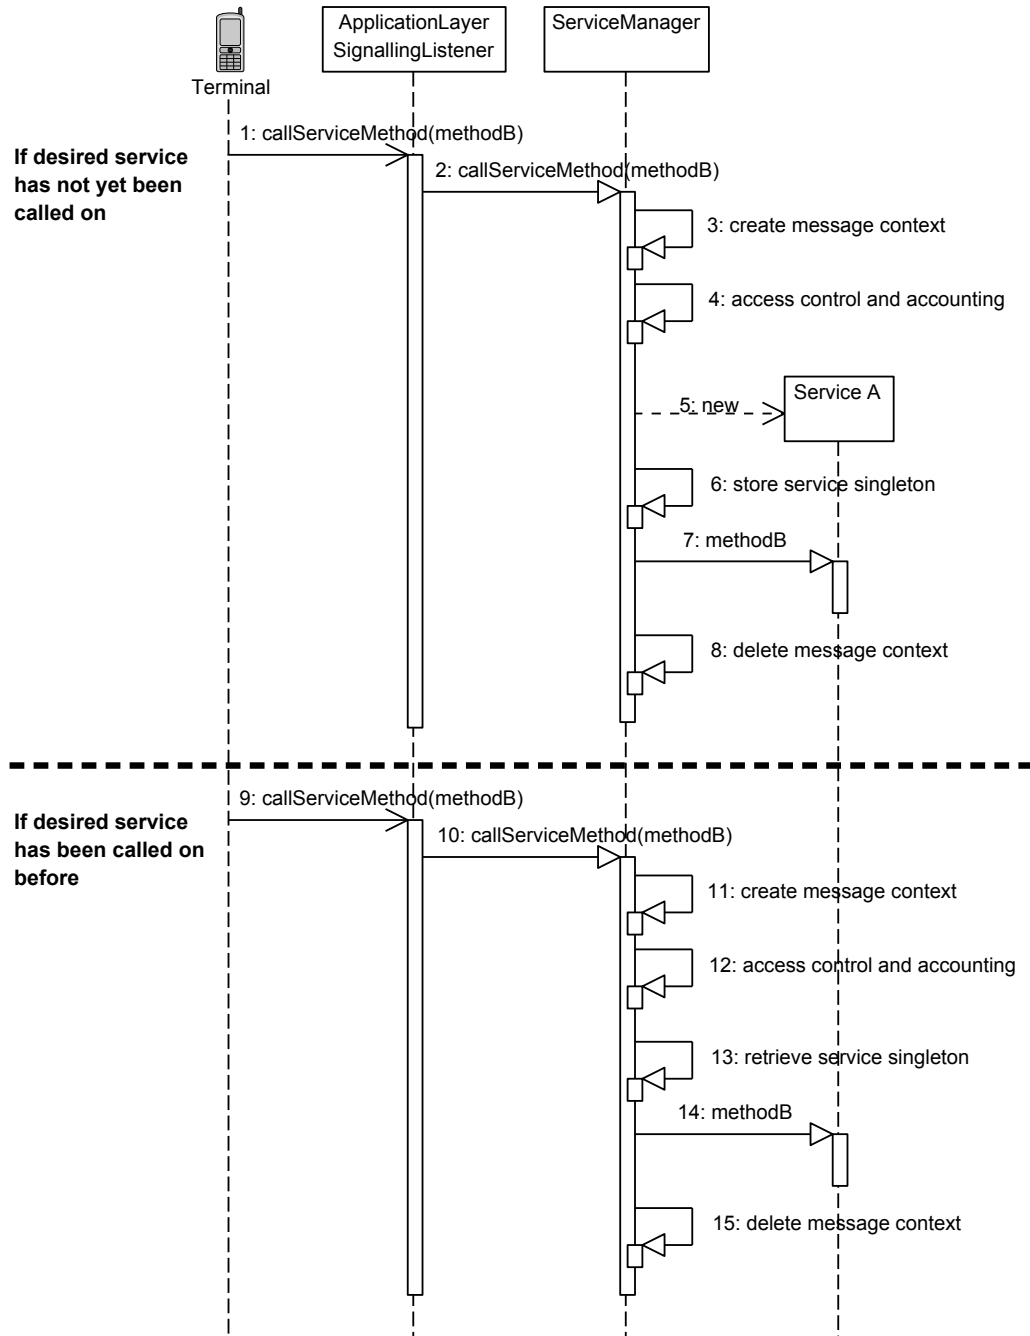 ApplicationLayer
SignallingListener
ServiceManager
Terminal
1: callServiceMethod(methodB)
If desired service
has not yet been
called on
2: callServiceMethod(methodB)
3: create message context
4: access control and accounting
Service A
5: new
6: store service singleton
7: methodB
8: delete message context
9: callServiceMethod(methodB)
If desired service
has been called on
before
10: callServiceMethod(methodB)
11: create message context
12: access control and accounting
13: retrieve service singleton
14: methodB
15: delete message context